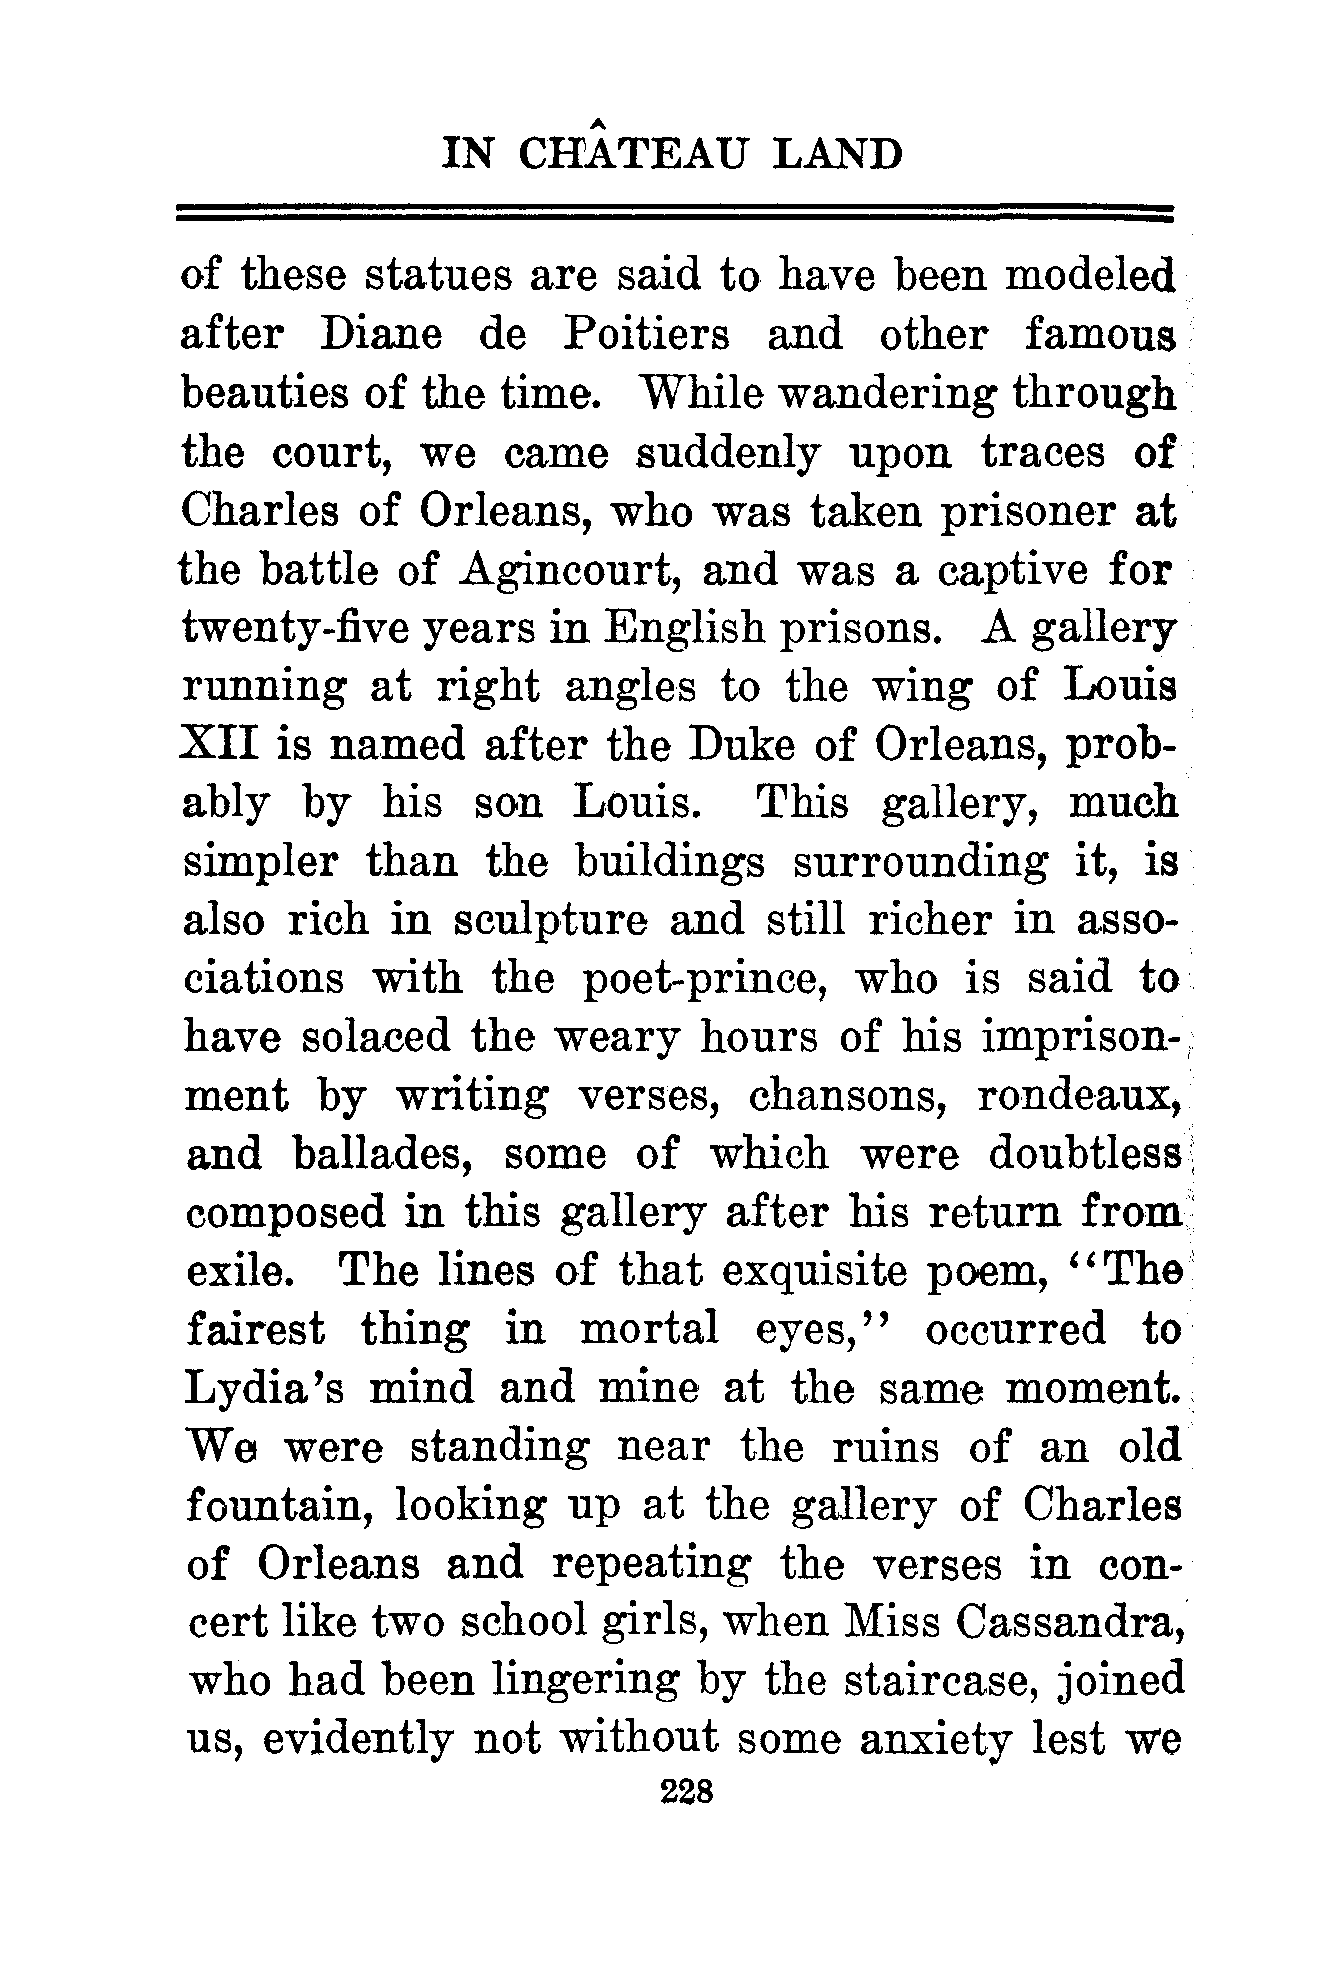 IN CHÂTEAU LAND
of these statues are said to have been modeled
after Diane de Poitiers and other famous
beauties of the time. While wandering through
the court, we came suddenly upon traces of
Charles of Orleans, who was taken prisoner at
the battle of Agincourt, and was a captive for
twenty-five years in English prisons. A gallery
running at right angles to the wing of Louis
XII is named after the Duke of Orleans, prob-
ably by his son Louis. This gallery, much
simpler than the buildings surrounding it, is
also rich in sculpture and still richer in asso-
ciations with the poet-prince, who is said to
have solaced the weary hours of his imprison-
ment by writing verses, chansons, rondeaux,
and ballades, some of which were doubtless
composed in this gallery after his return from
exile. The lines of that exquisite poem, "The
fairest thing in mortal eyes," occurred to
Lydia's mind and mine at the same moment.
We were standing near the ruins of an old
fountain, looking up at the gallery of Charles
of Orleans and repeating the verses in con-
cert like two school girls, when Miss Cassandra,
who had been lingering by the staircase, joined
us, evidently not without some anxiety lest we
228